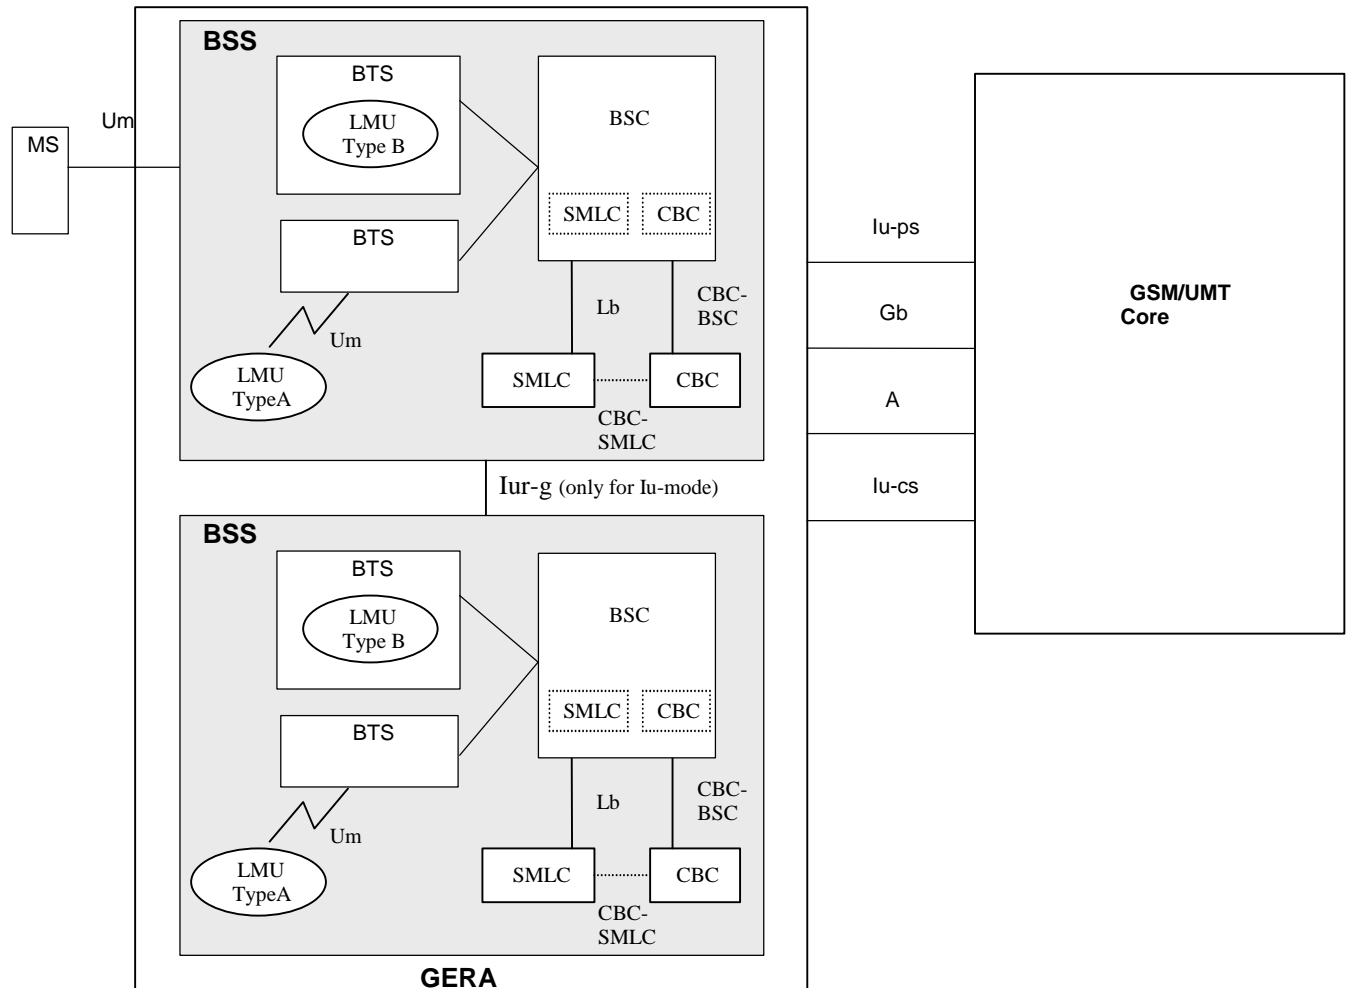 BSS
BTS
LMU
Type B
BSC
Um
MS
SMLC
CBC
BTS
Iu-ps
Lb
CBC-
BSC
GSM/UMT
Core
Gb
Um
LMU
TypeA
SMLC
CBC
A
CBC-
SMLC
Iur-g (only for Iu-mode)
Iu-cs
BSS
BTS
LMU
Type B
BSC
SMLC
CBC
BTS
Lb
CBC-
BSC
Um
LMU
TypeA
SMLC
CBC
CBC-
SMLC
GERA